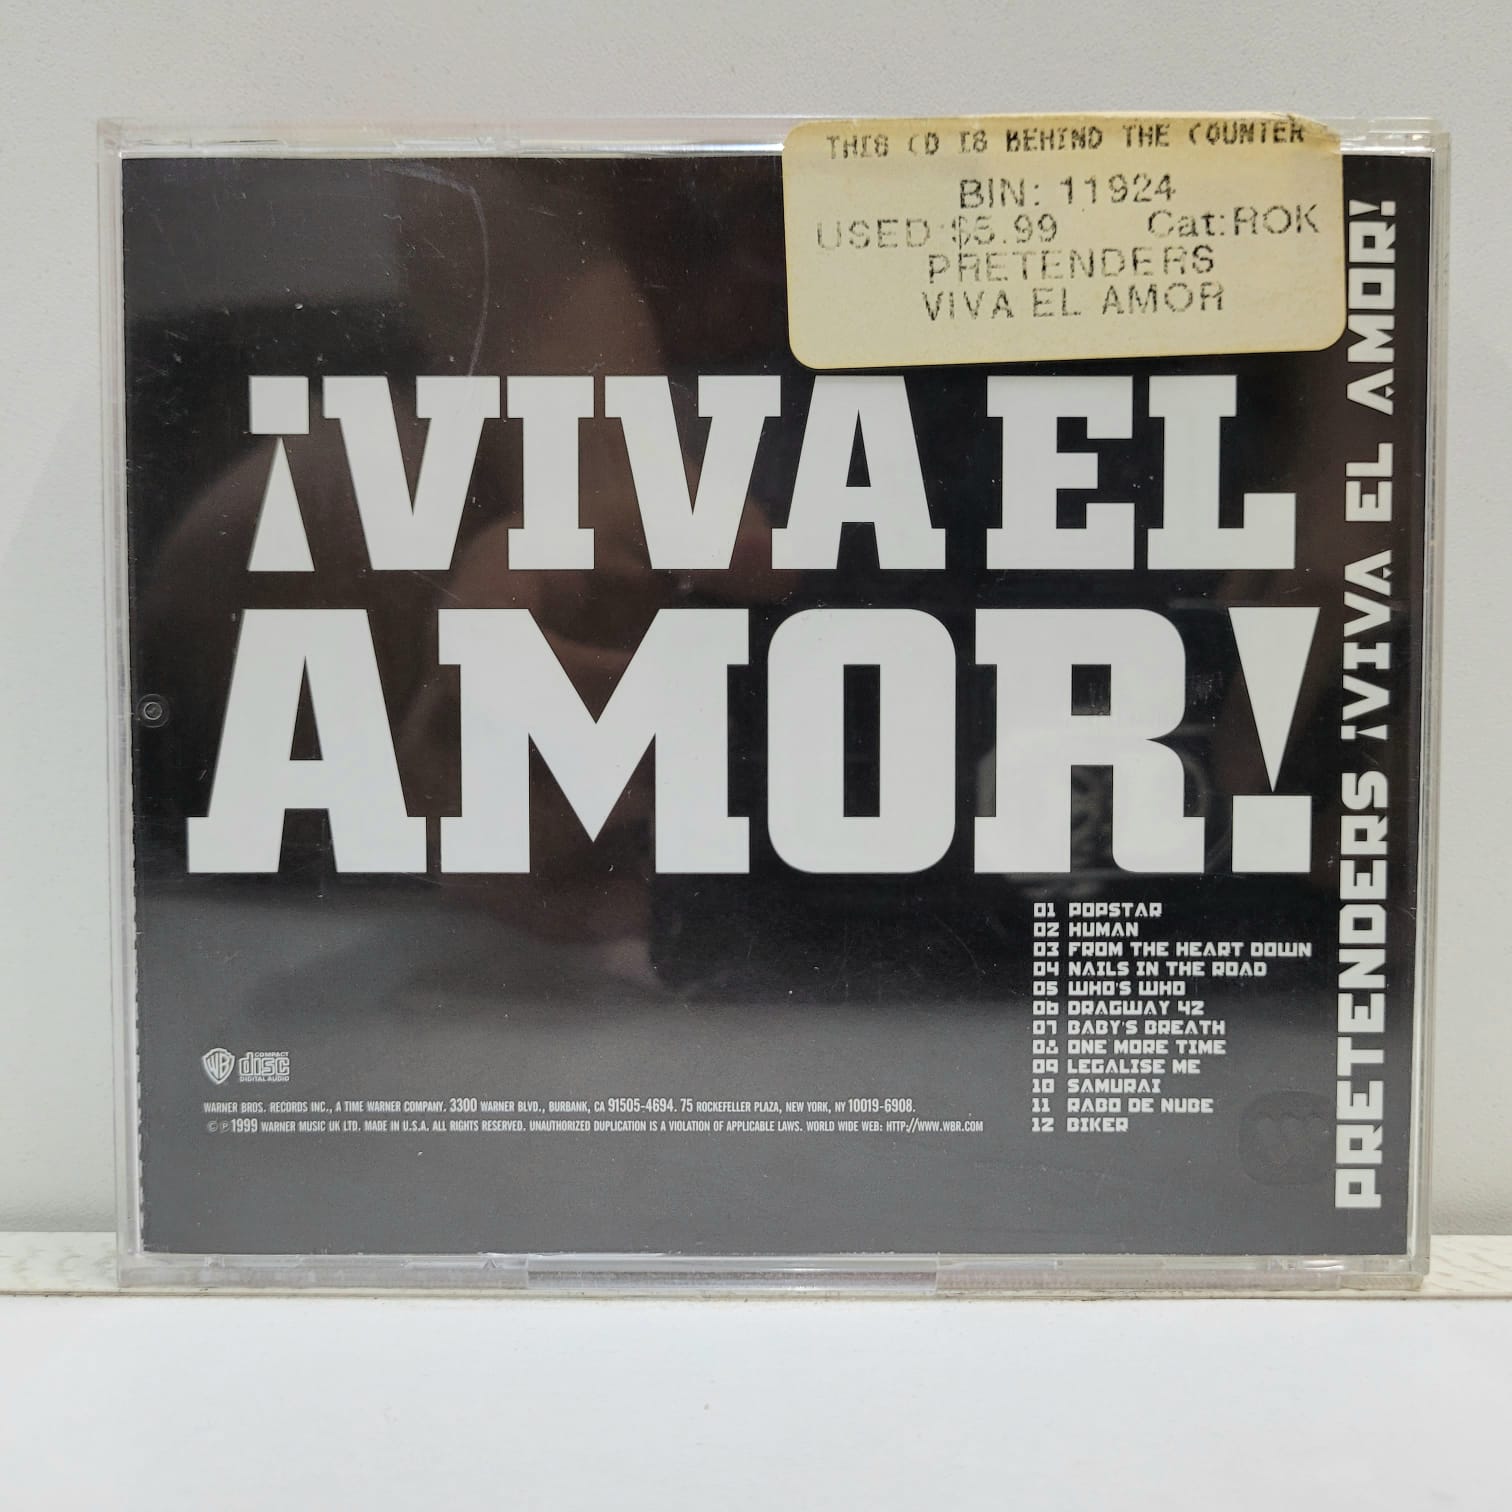 THIS CD IS BEHIND THE COUNTER
BIN: 11924
USED:$5.99 Cat:ROK
PRETENDERS
VIVA EL AMOR
¡VIVA EL
AMOR!
01 POPSTAR
02 HUMAN
03 FROM THE HEART DOWN
04 NAILS IN THE ROAD
05 WHO'S WHO
06 DRAGWAY 42
07 BABY'S BREATH
08 ONE MORE TIME
09 LEGALISE ME
10 SAMURAI
11 RABO DE NUBE
12 BIKER
WB
COMPACT
disc
DIGITAL AUDIO
WARNER BROS. RECORDS INC., A TIME WARNER COMPANY. 3300 WARNER BLVD., BURBANK, CA 91505-4694. 75 ROCKEFELLER PLAZA, NEW YORK, NY 10019-6908.
© ℗ 1999 WARNER MUSIC UK LTD. MADE IN U.S.A. ALL RIGHTS RESERVED. UNAUTHORIZED DUPLICATION IS A VIOLATION OF APPLICABLE LAWS. WORLD WIDE WEB: HTTP://WWW.WBR.COM
PRETENDERS ¡VIVA EL AMOR!